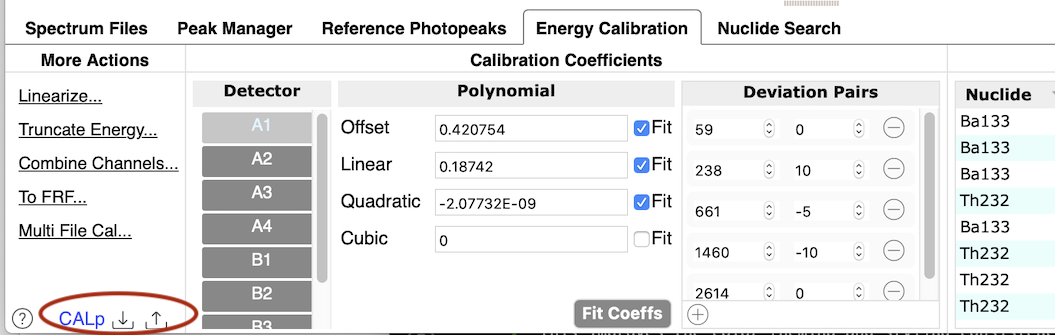 Spectrum Files Peak Manager Reference Photopeaks Energy Calibration Nuclide Search
More Actions
Linearize...
Truncate Energy...
Combine Channels...
To FRF...
Multi File Cal...
? CALp
Calibration Coefficients
Detector
A1
A2
A3
A4
B1
B2
B3
Polynomial
Offset 0.420754 Fit
Linear 0.18742 Fit
Quadratic -2.07732E-09 Fit
Cubic 0 Fit
Fit Coeffs
Deviation Pairs
59 0
238 10
661 -5
1460 -10
2614 0
Nuclide
Ba133
Ba133
Ba133
Th232
Ba133
Th232
Th232
Th232